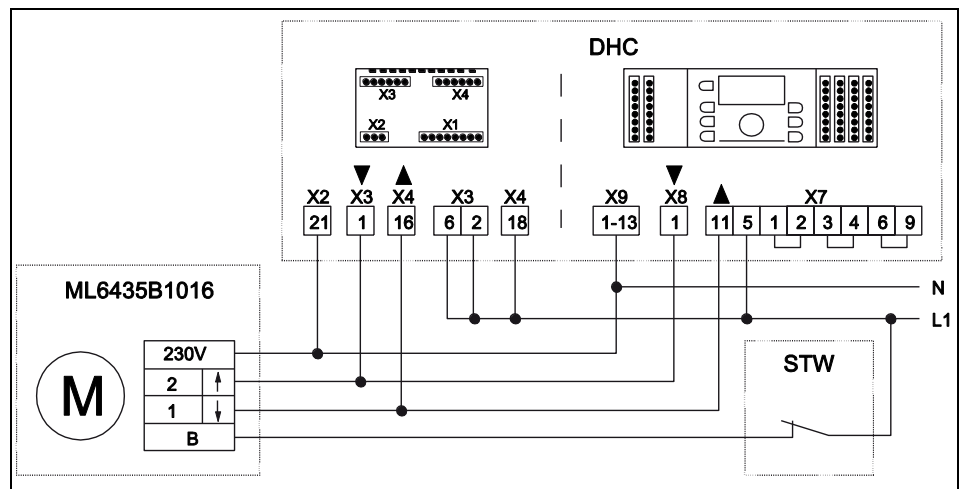 DHC
X3 X4
X2 X1
X2 X3 X4 X3 X4 X9 X8 X7
21 1 16 6 2 18 1-13 1 11 5 1 2 3 4 6 9
ML6435B1016
N
L1
230V
STW
2 ↑
M
1 ↓
B